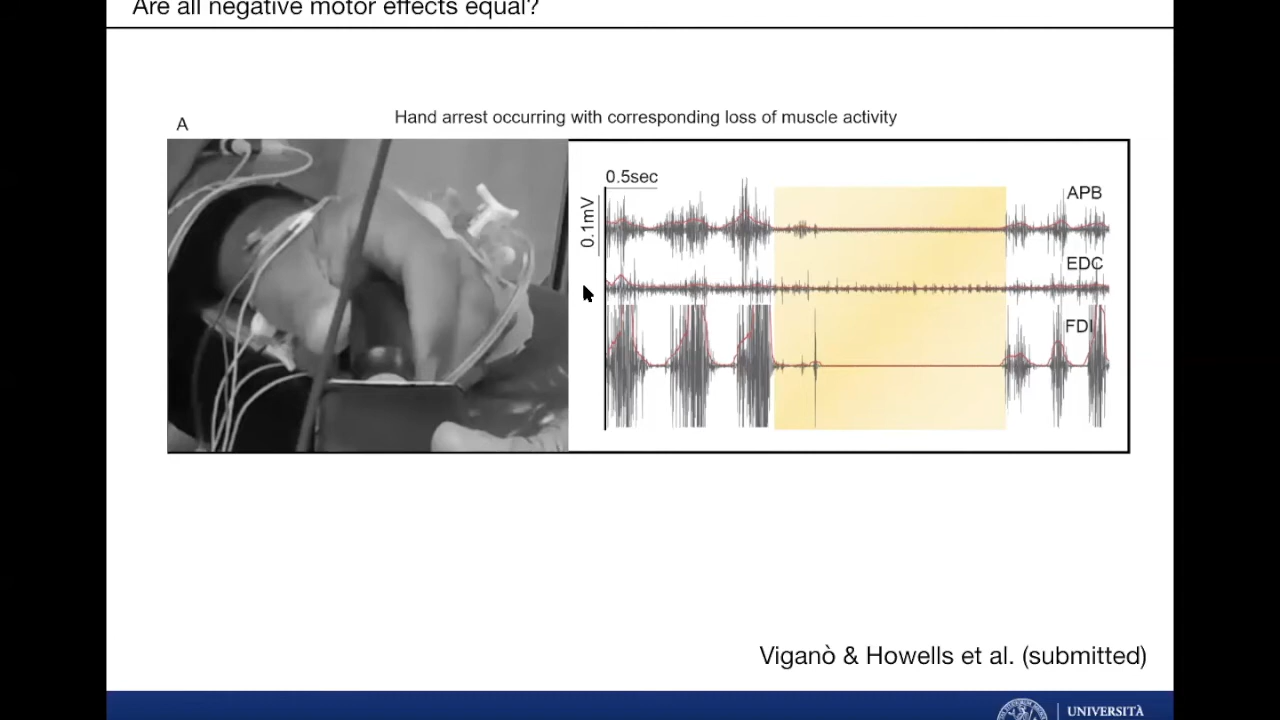 Are all negative motor effects equal?
A
Hand arrest occurring with corresponding loss of muscle activity
0.5sec
0.1mV
APB
EDC
FDI
Viganò & Howells et al. (submitted)
UNIVERSITÀ